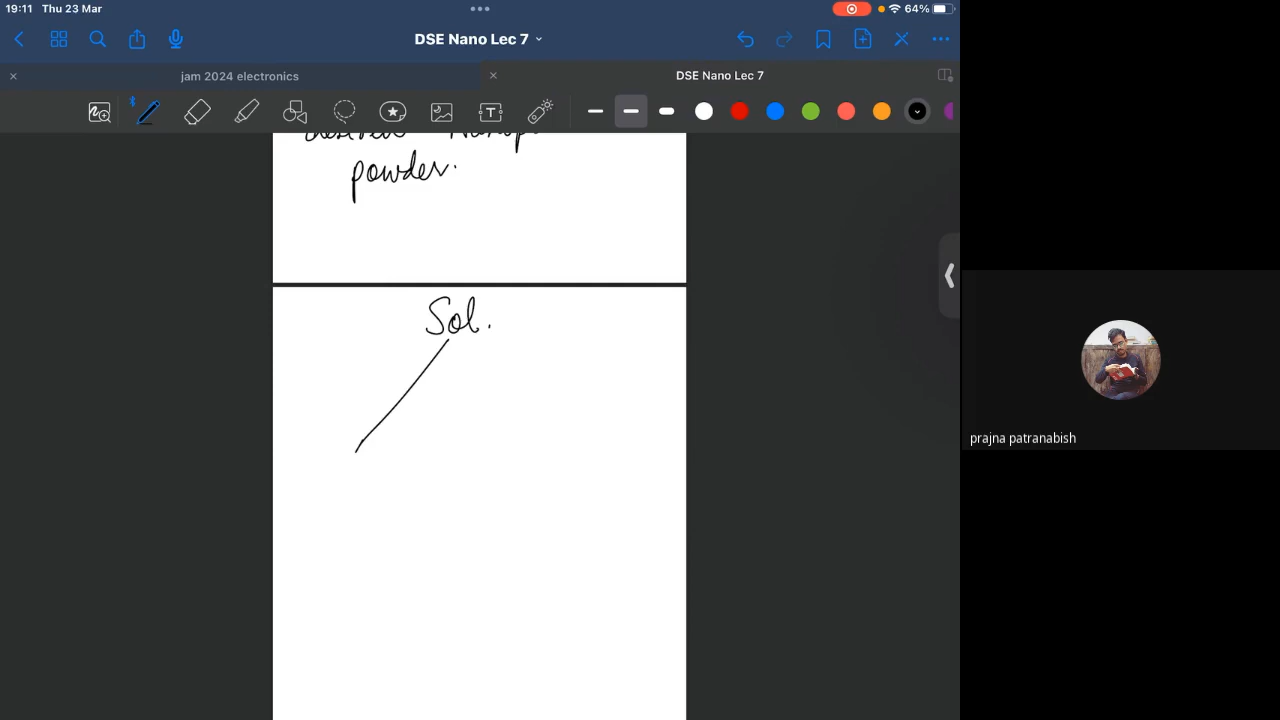 19:11 Thu 23 Mar
64%
DSE Nano Lec 7
jam 2024 electronics
DSE Nano Lec 7
powder.
Sol.
prajna patranabish